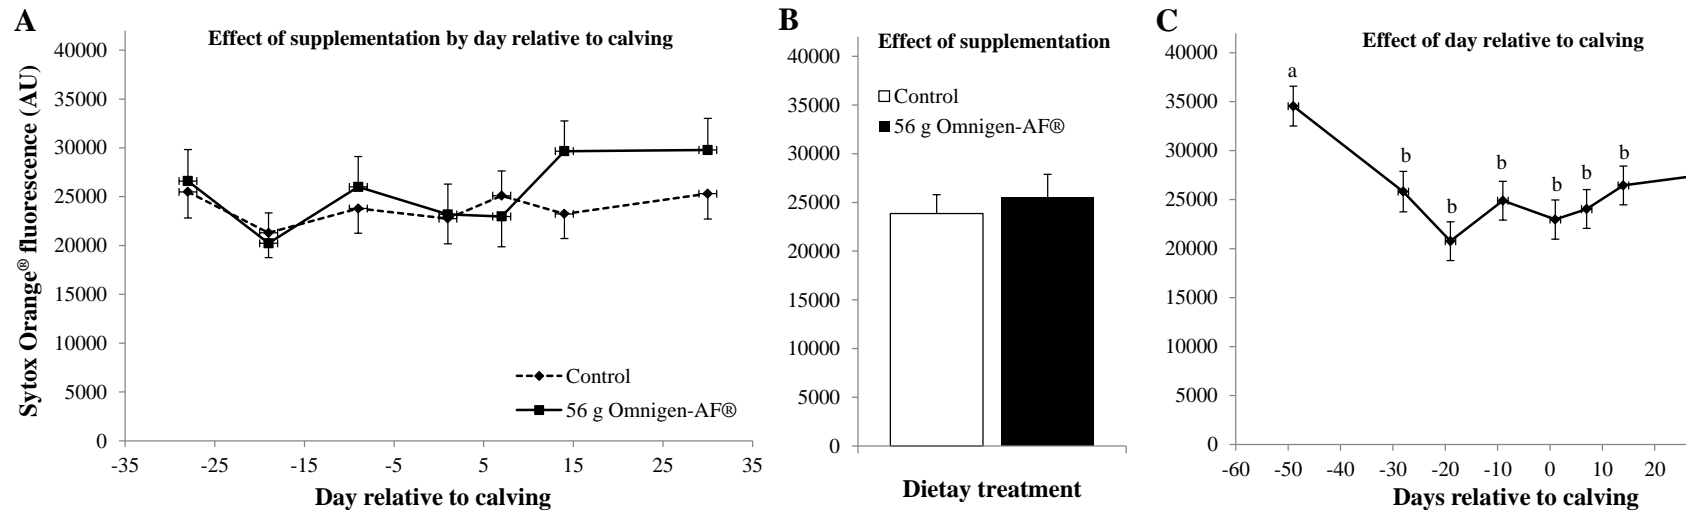 A
Effect of supplementation by day relative to calving
Sytox Orange® fluorescence (AU)
40000
35000
30000
25000
20000
15000
10000
5000
0
Control
56 g Omnigen-AF®
-35 -25 -15 -5 5 15 25 35
Day relative to calving
B
Effect of supplementation
40000
35000
30000
25000
20000
15000
10000
5000
0
Control
56 g Omnigen-AF®
Dietay treatment
C
Effect of day relative to calving
40000
35000
30000
25000
20000
15000
10000
5000
0
a
b
b
b
b
b
b
-60 -50 -40 -30 -20 -10 0 10 20
Days relative to calving